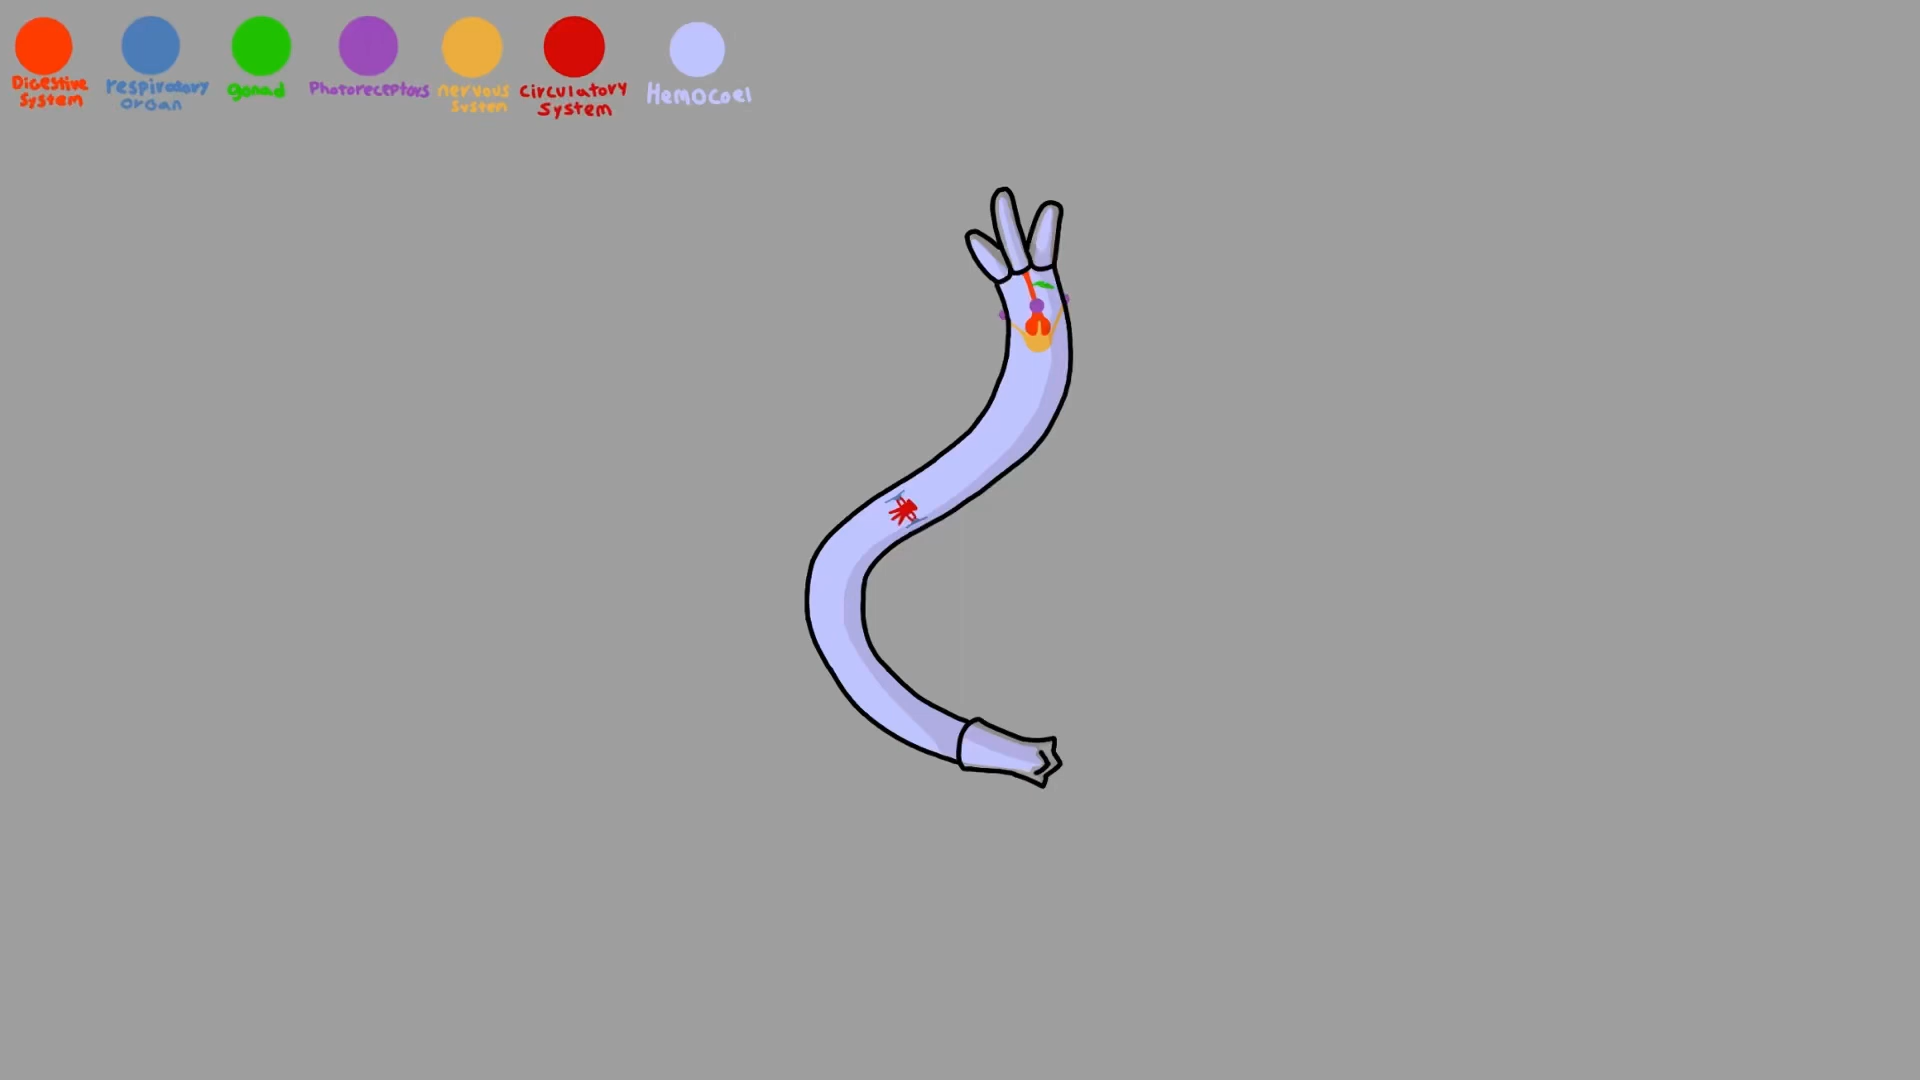 Digestive
System
respiratory
organ
gonad
Photoreceptors
nervous
System
Circulatory
System
Hemocoel